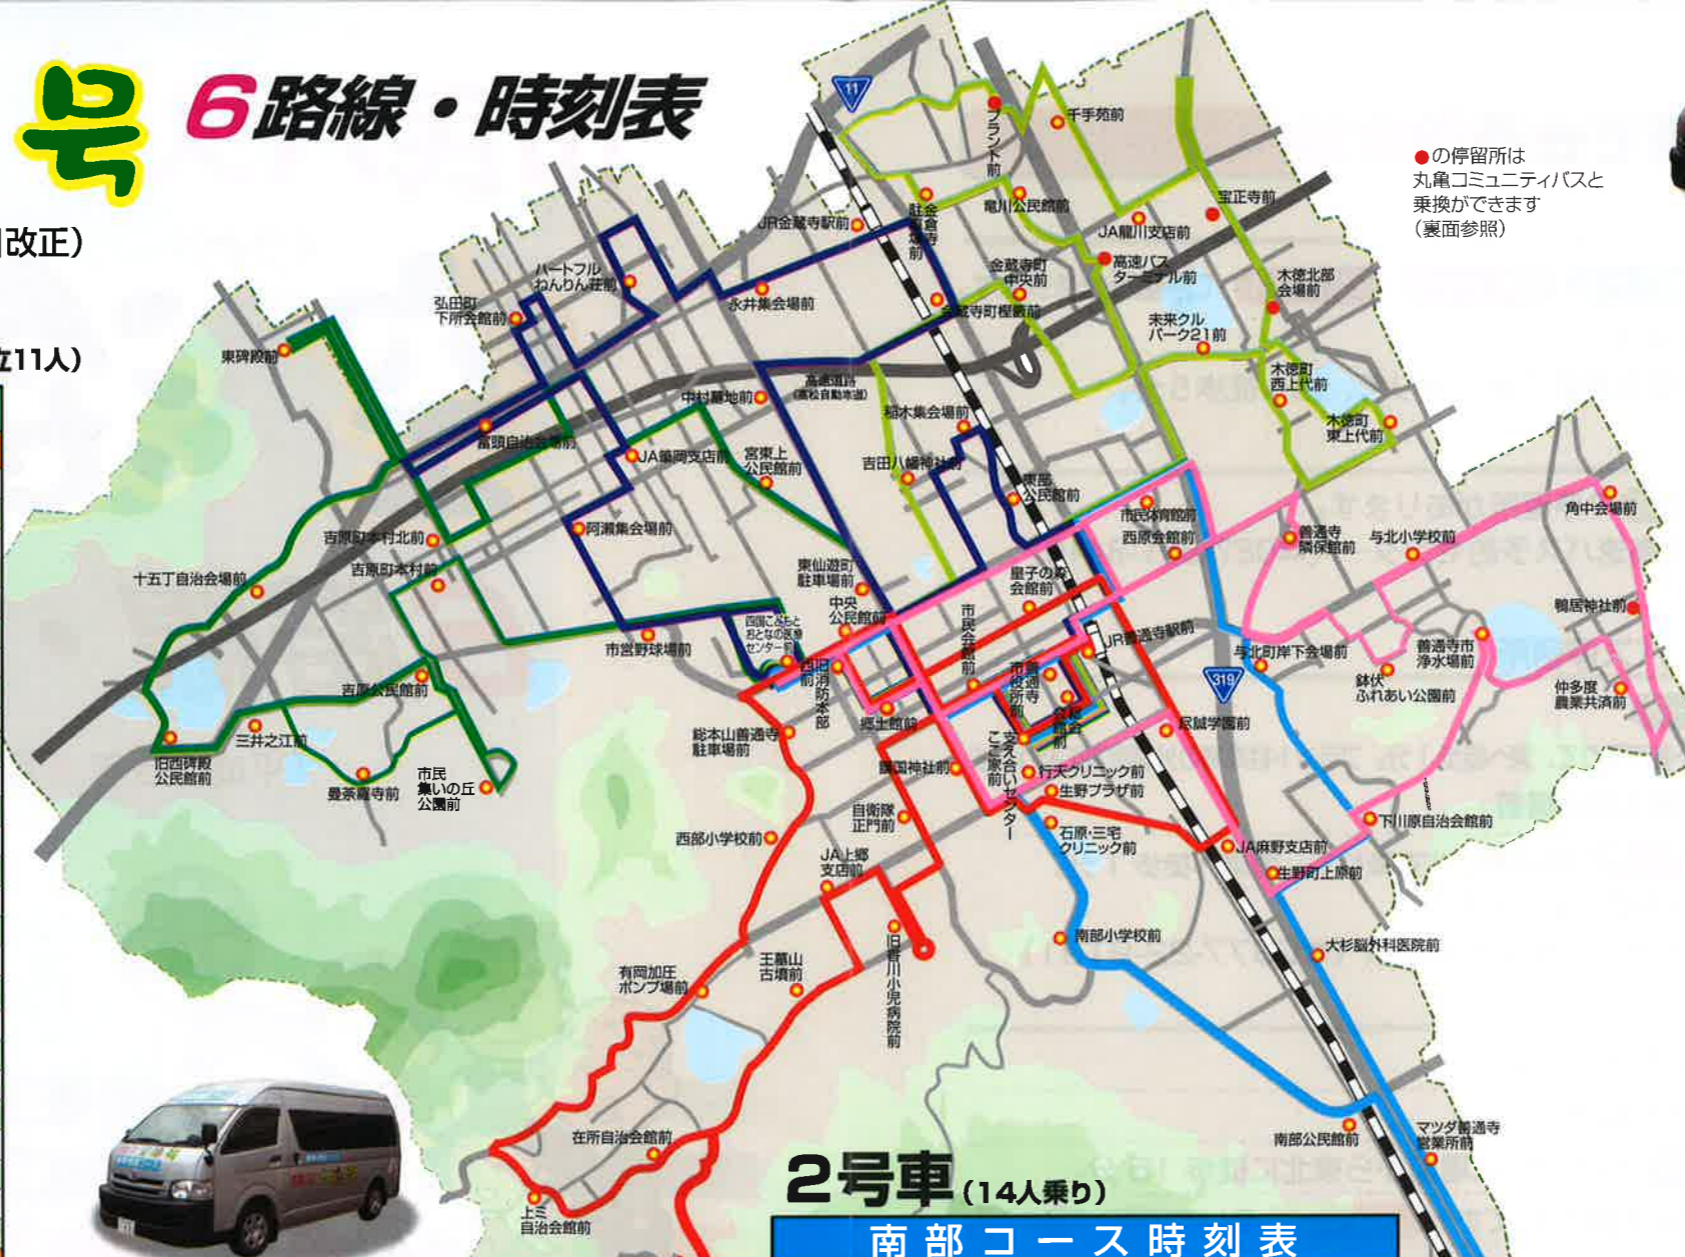 号 6路線・時刻表
改正）
立11人）
11
プラント前
千手苑前
●の停留所は
丸亀コミュニティバスと
乗換ができます
（裏面参照）
JR金蔵寺駅前
金倉寺
駐車場前
竜川公民館前
JA龍川支店前
宝正寺前
高速バス
ターミナル前
金蔵寺町
中央前
木徳北部
会場前
ハートフル
ねんりん荘前
弘田町
下所会館前
永井集会場前
金蔵寺町樫藪前
未来クル
パーク21前
東碑殿前
高速道路
（高松自動車道）
中村墓地前
木徳町
西上代前
稲木集会場前
木徳町
東上代前
富頭自治会場前
JA筆岡支店前
宮東上
公民館前
吉田八幡神社前
東部
公民館前
角中会場前
市民体育館前
西原会館前
善通寺
隣保館前
与北小学校前
吉原町本村北前
阿瀬集会場前
十五丁自治会場前
吉原町本村前
東仙遊町
駐車場前
中央
公民館前
皇子の森
会館前
鴨居神社前
四国こどもと
おとなの医療
センター前
市営野球場前
市民会館前
JR善通寺駅前
与北町岸下会場前
善通寺市
浄水場前
319
鉢伏
ふれあい公園前
仲多度
農業共済前
吉原公民館前
旧消防本部
西前
善通寺
市役所前
郷土館前
尽誠学園前
総本山善通寺
駐車場前
三井之江前
旧西碑殿
公民館前
曼荼羅寺前
市民
集いの丘
公園前
護国神社前
支え合いセンター
ここ家前
行天クリニック前
生野プラザ前
自衛隊
正門前
石原・三宅
クリニック前
下川原自治会館前
西部小学校前
JA上郷
支店前
JA麻野支店前
生野町上原前
旧香川小児病院前
南部小学校前
大杉脳外科医院前
有岡加圧
ポンプ場前
王墓山
古墳前
在所自治会館前
南部公民館前
マツダ善通寺
営業所前
上ミ
自治会館前
2号車（14人乗り）
南部コース時刻表